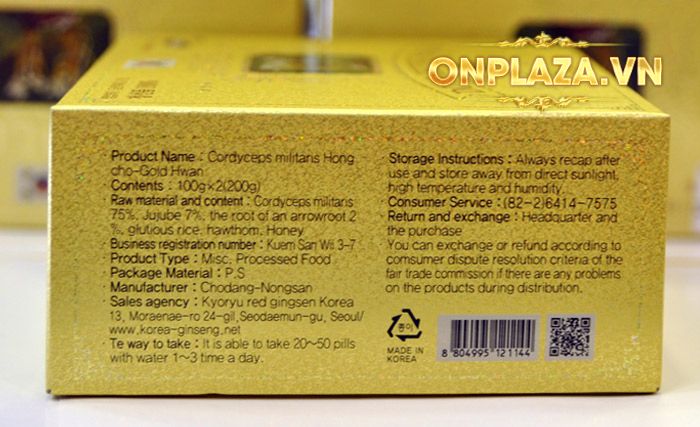 ONPLAZA.VN
Product Name : Cordyceps militaris Hong
cho-Gold Hwan
Contents : 100g×2(200g)
Raw material and content : Cordyceps militaris
75%, Jujube 7%, the root of an arrowroot 2
%, glutious rice, hawthorn, Honey
Business registration number : Kuem San Wii 3-7
Product Type : Misc. Processed Food
Package Material : P.S
Manufacturer : Chodang-Nongsan
Sales agency : Kyoryu red gingsen Korea
13, Moraenae-ro 24-gil,Seodaemun-gu, Seoul/
www.korea-ginseng.net
Te way to take : It is able to take 20~50 pills
with water 1~3 time a day.
Storage Instructions : Always recap after
use and store away from direct sunlight,
high temperature and humidity.
Consumer Service : (82-2)6414-7575
Return and exchange : Headquarter and
the purchase
You can exchange or refund according to
comsumer dispute resolution criteria of the
fair trade commission if there are any problems
on the products during distribution.
종이
MADE IN
KOREA
8 804995 121144